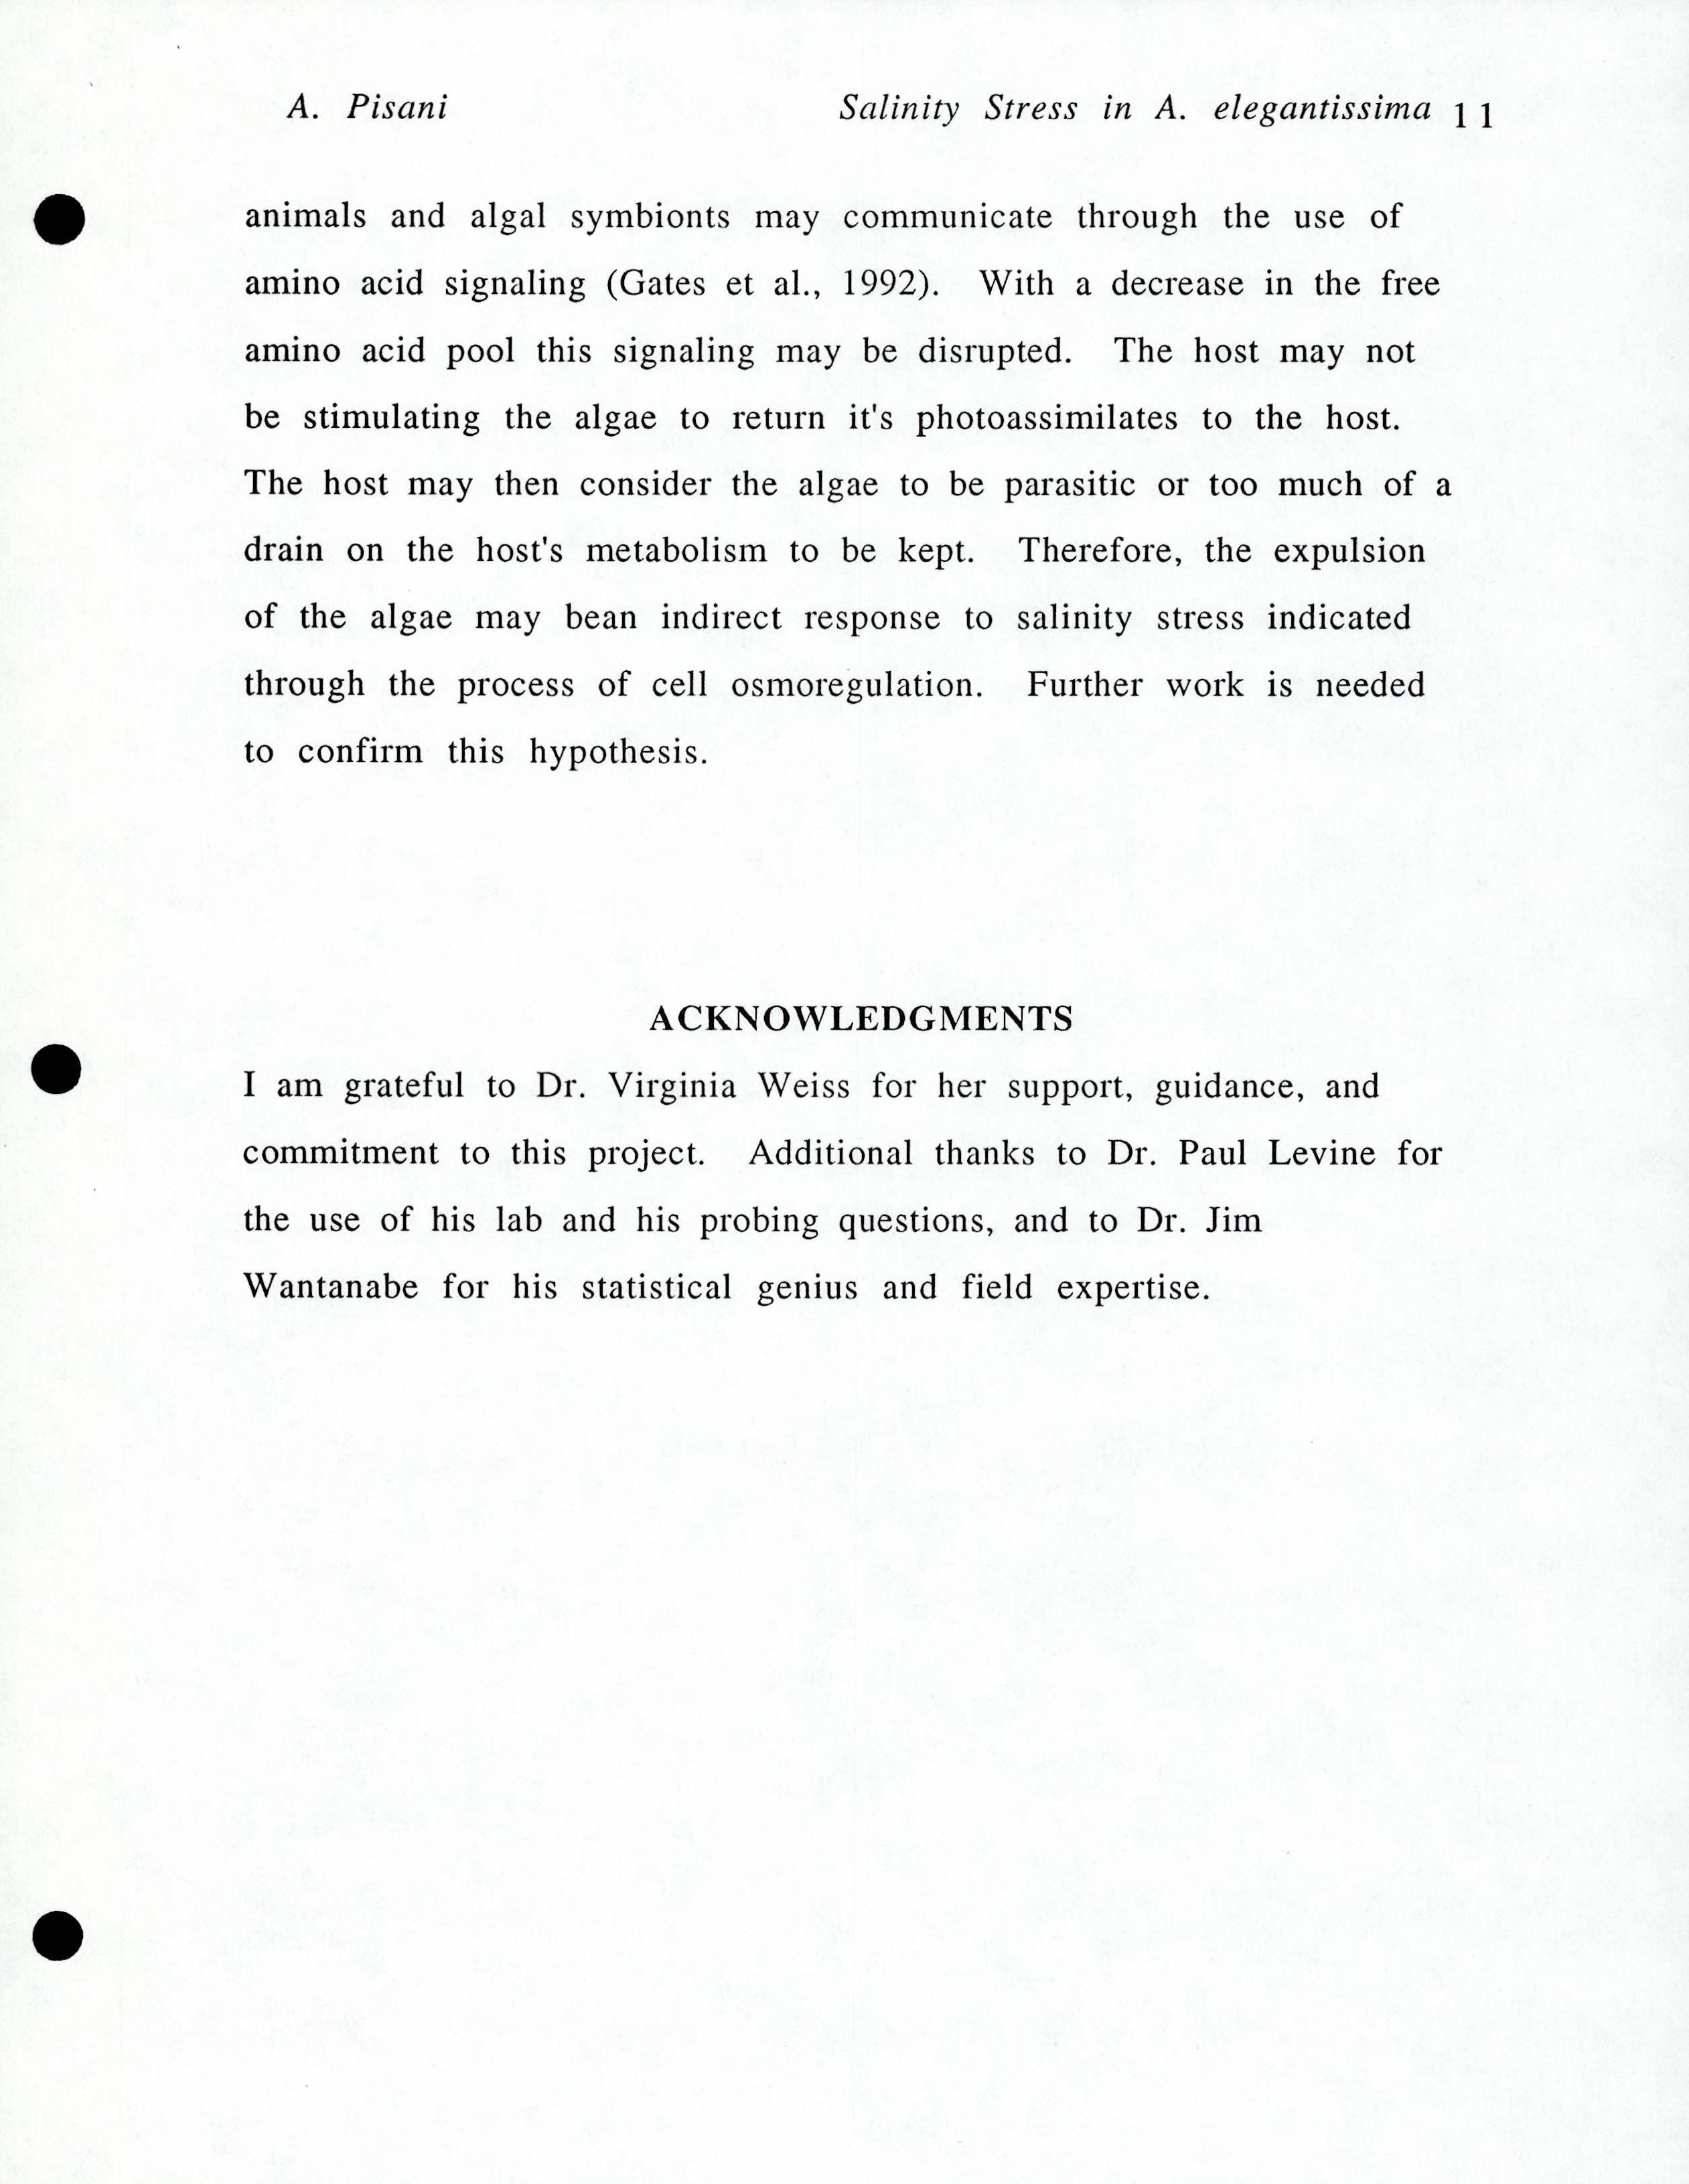 A. Pisani Salinity Stress in A. elegantissima 11
animals and algal symbionts may communicate through the use of
amino acid signaling (Gates et al., 1992). With a decrease in the free
amino acid pool this signaling may be disrupted. The host may not
be stimulating the algae to return it's photoassimilates to the host.
The host may then consider the algae to be parasitic or too much of a
drain on the host's metabolism to be kept. Therefore, the expulsion
of the algae may bean indirect response to salinity stress indicated
through the process of cell osmoregulation. Further work is needed
to confirm this hypothesis.
ACKNOWLEDGMENTS
I am grateful to Dr. Virginia Weiss for her support, guidance, and
commitment to this project. Additional thanks to Dr. Paul Levine for
the use of his lab and his probing questions, and to Dr. Jim
Wantanabe for his statistical genius and field expertise.